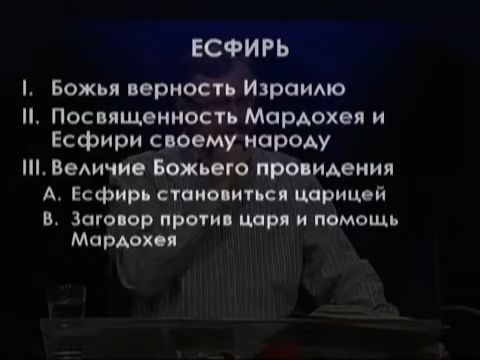 ЕСФИРЬ
I. Божья верность Израилю
II. Посвященность Мардохея и
Есфири своему народу
III. Величие Божьего провидения
A. Есфирь становиться царицей
B. Заговор против царя и помощь
Мардохея